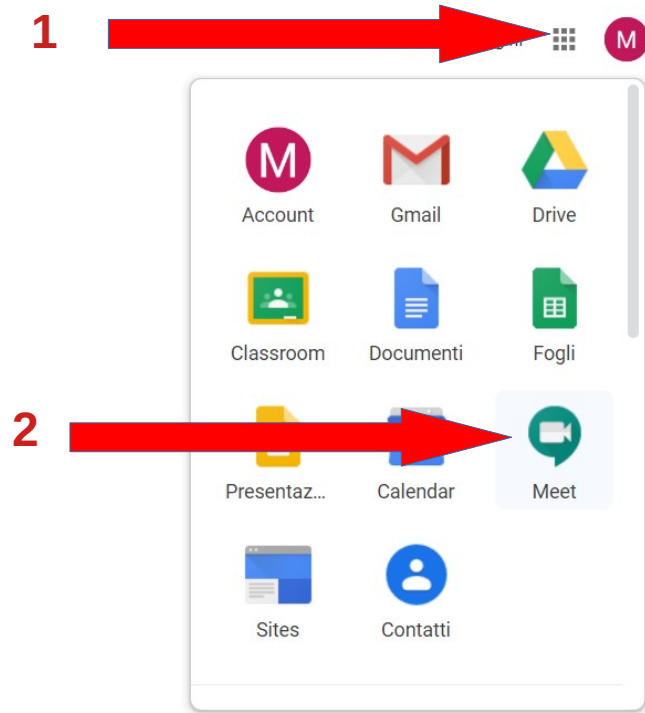 1
M
M
Account Gmail Drive
Classroom Documenti Fogli
2
Presentaz... Calendar Meet
Sites Contatti